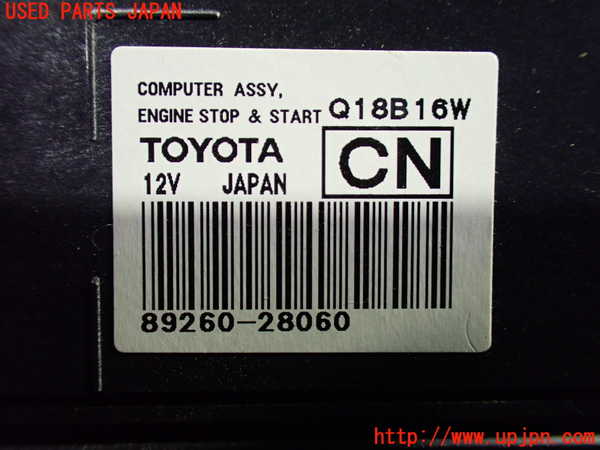 USED PARTS JAPAN
COMPUTER ASSY,
ENGINE STOP & START Q18B16W
TOYOTA CN
12V JAPAN
89260-28060
http://www.upjpn.com/